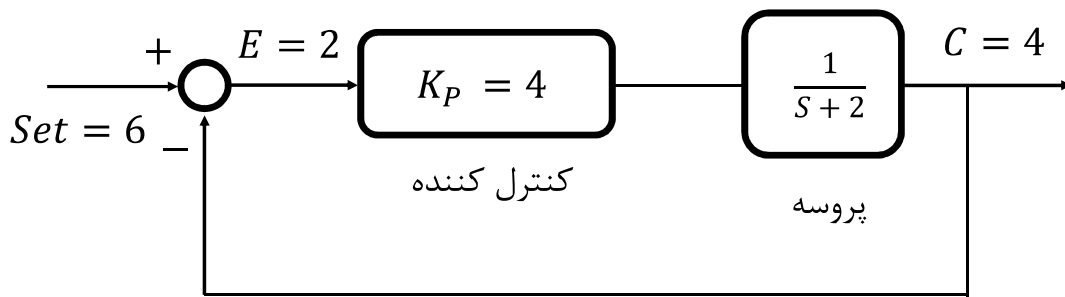 +
E = 2
Set = 6
−
K_P = 4
کنترل کننده
1
S + 2
پروسه
C = 4